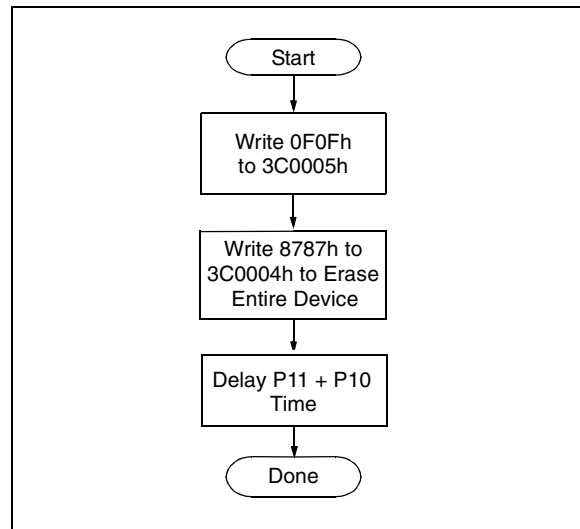 Start
Write 0F0Fh
to 3C0005h
Write 8787h to
3C0004h to Erase
Entire Device
Delay P11 + P10
Time
Done